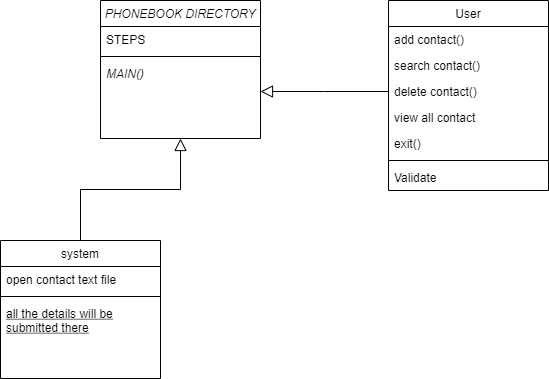 PHONEBOOK DIRECTORY
STEPS
MAIN()
User
add contact()
search contact()
delete contact()
view all contact
exit()
Validate
system
open contact text file
all the details will be
submitted there